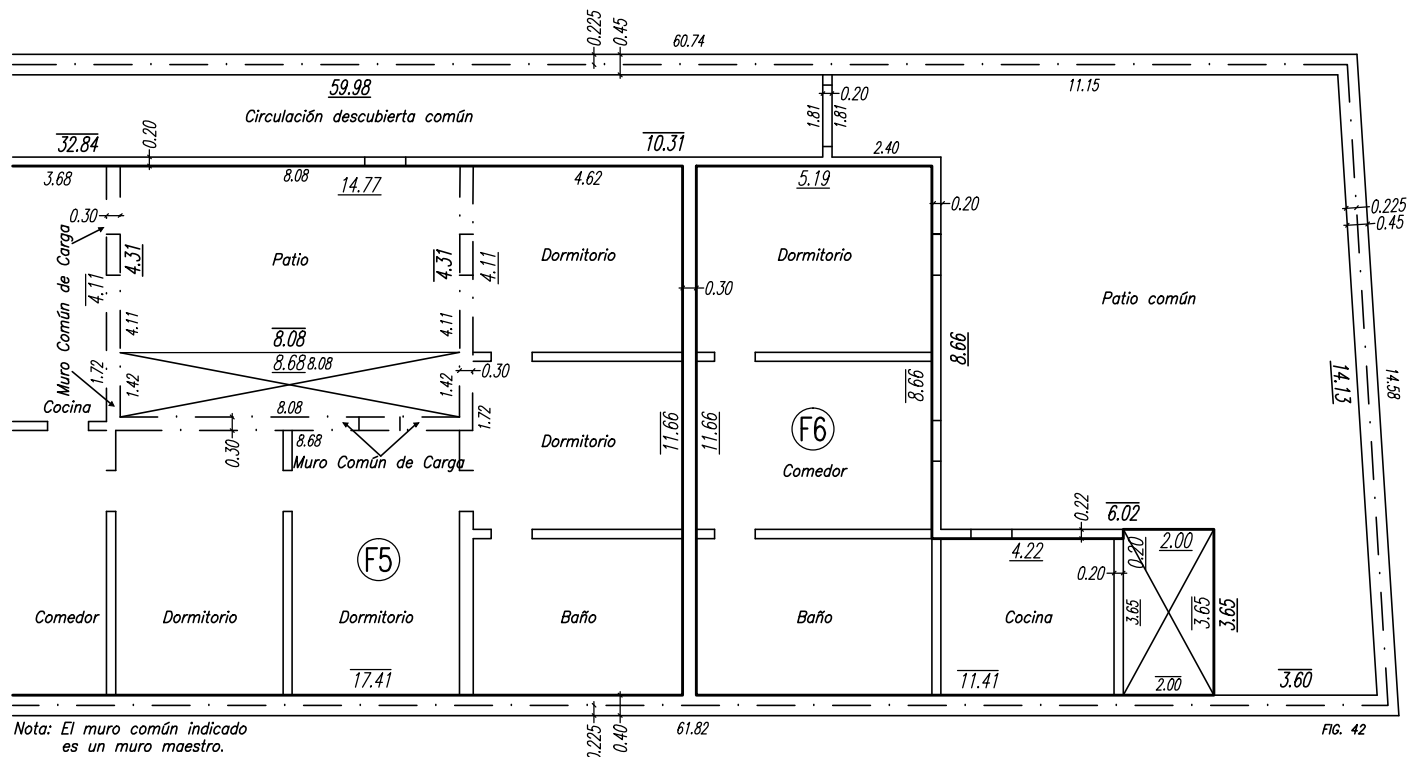 0.225
0.45
60.74
59.98
11.15
0.20
1.81
1.81
Circulación descubierta común
32.84
0.20
10.31
2.40
3.68
8.08
14.77
4.62
5.19
0.30
0.20
0.225
0.45
Muro Común de Carga
4.11
4.31
Patio
4.31
4.11
Dormitorio
Dormitorio
0.30
Patio común
4.11
8.08
4.11
8.68
8.08
0.30
1.72
1.42
1.42
1.72
8.66
8.66
14.13
14.58
Cocina
8.08
0.30
8.68
Muro Común de Carga
Dormitorio
11.66
11.66
F6
Comedor
0.22
6.02
F5
4.22
0.20
2.00
0.20
Comedor
Dormitorio
Dormitorio
Baño
Baño
Cocina
3.65
3.65
3.65
17.41
11.41
2.00
3.60
Nota: El muro común indicado
es un muro maestro.
0.225
0.40
61.82
FIG. 42